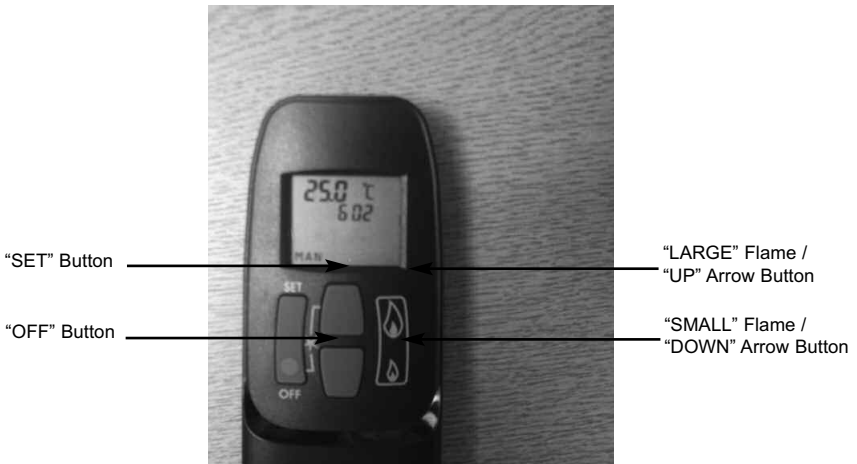 25.0 °C
6 02
MAN
SET
OFF
“SET” Button
“OFF” Button
“LARGE” Flame /
“UP” Arrow Button
“SMALL” Flame /
“DOWN” Arrow Button